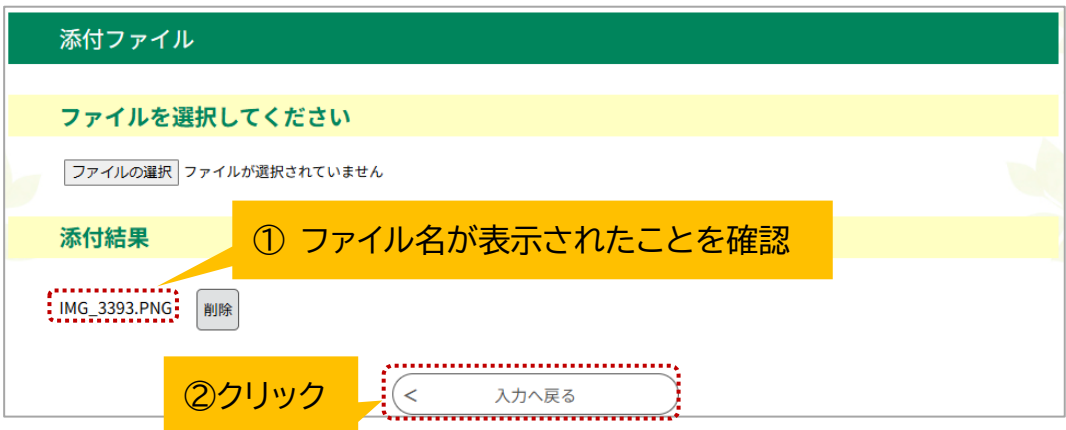 添付ファイル
ファイルを選択してください
ファイルの選択 ファイルが選択されていません
添付結果
① ファイル名が表示されたことを確認
IMG_3393.PNG 削除
②クリック
< 入力へ戻る